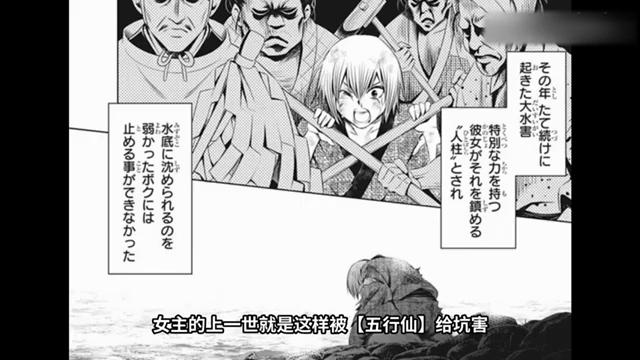 その年たて続けに
起きた大水害
特別な力を持つ
彼女がそれを鎮める
〝人柱〟とされ
水底に沈められるのを
弱かったボクには
止める事ができなかった
女主的上一世就是这样被【五行仙】给坑害